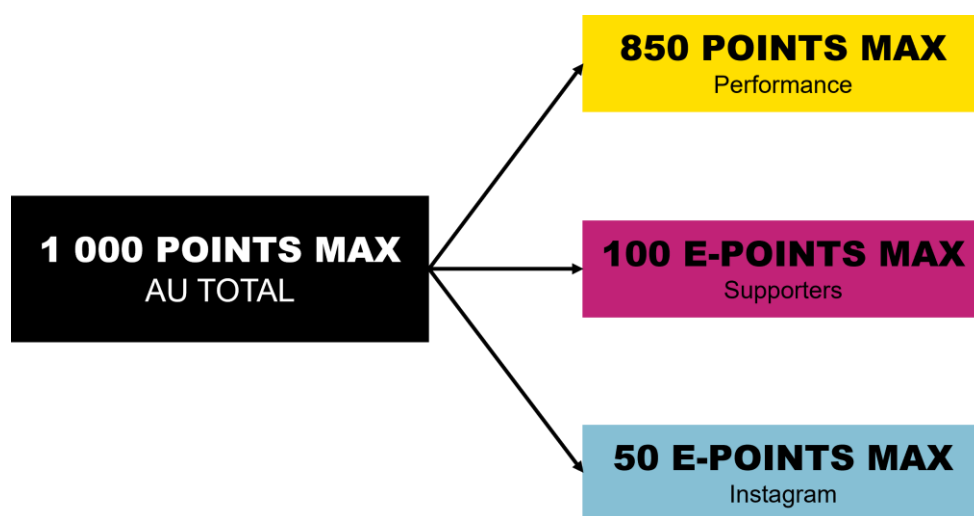 850 POINTS MAX
Performance
1 000 POINTS MAX
AU TOTAL
100 E-POINTS MAX
Supporters
50 E-POINTS MAX
Instagram